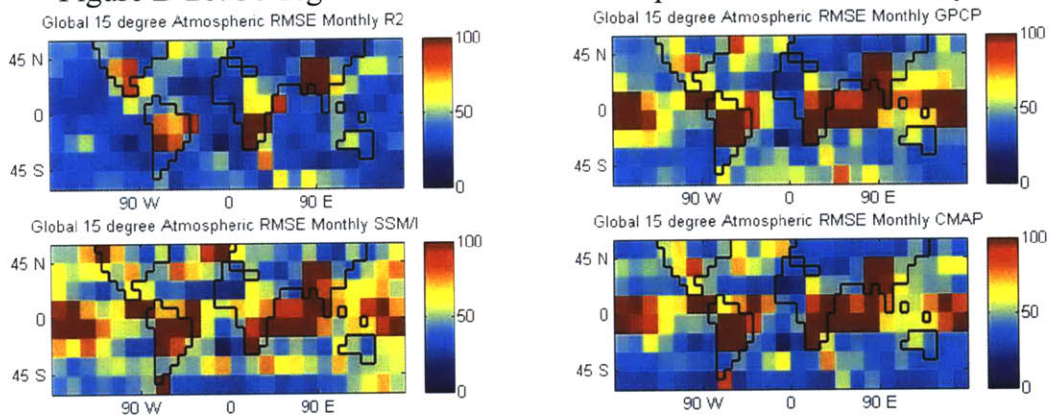 Global 15 degree Atmospheric RMSE Monthly R2
45 N
0
45 S
90 W 0 90 E
100
50
0
Global 15 degree Atmospheric RMSE Monthly GPCP
45 N
0
45 S
90 W 0 90 E
100
50
0
Global 15 degree Atmospheric RMSE Monthly SSM/I
45 N
0
45 S
90 W 0 90 E
100
50
0
Global 15 degree Atmospheric RMSE Monthly CMAP
45 N
0
45 S
90 W 0 90 E
100
50
0